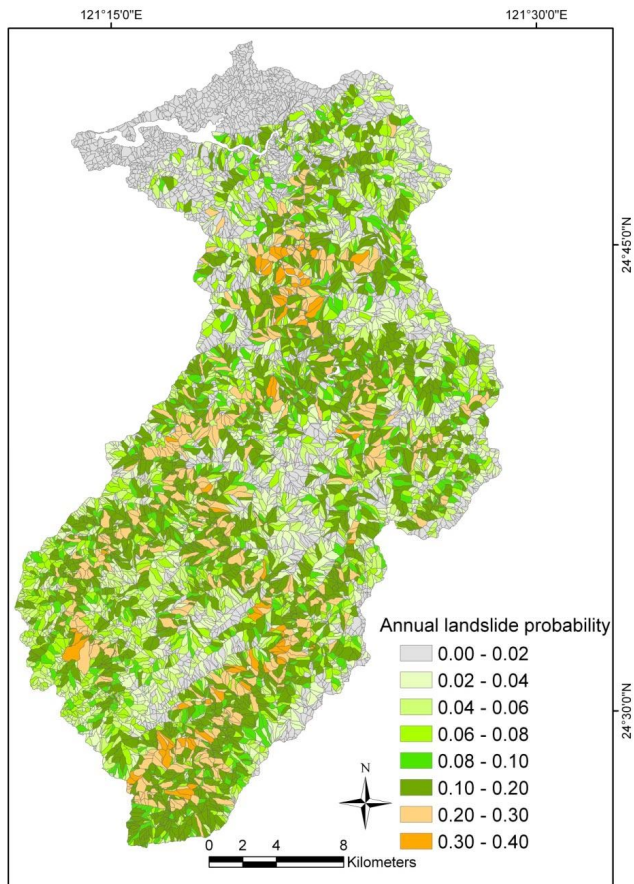 121°15'0"E
121°30'0"E
24°45'0"N
24°30'0"N
Annual landslide probability
0.00 - 0.02
0.02 - 0.04
0.04 - 0.06
0.06 - 0.08
0.08 - 0.10
0.10 - 0.20
0.20 - 0.30
0.30 - 0.40
N
0 2 4 8
Kilometers